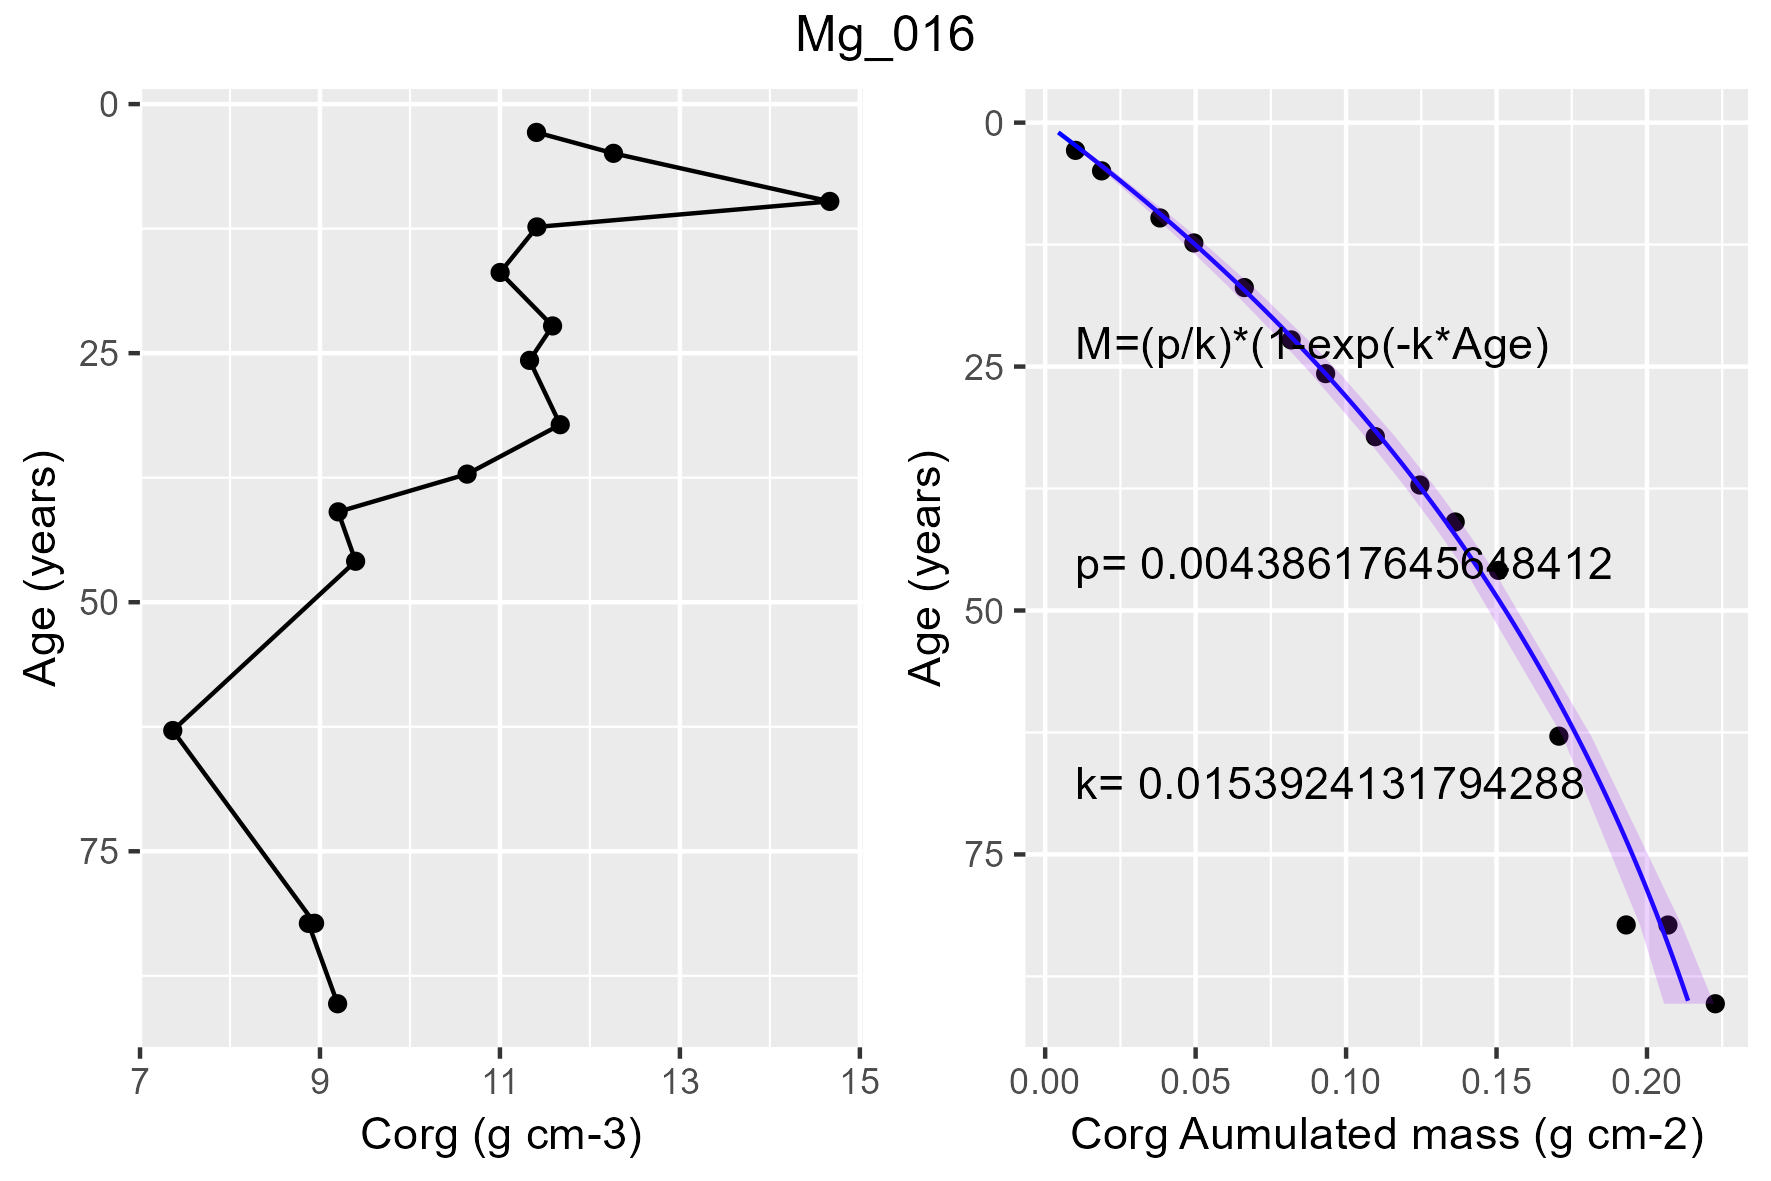 Mg_016
0
25
50
75
Age (years)
7 9 11 13 15
Corg (g cm-3)
0
25
50
75
Age (years)
M=(p/k)*(1-exp(-k*Age)
p= 0.00438617645648412
k= 0.0153924131794288
0.00 0.05 0.10 0.15 0.20
Corg Aumulated mass (g cm-2)